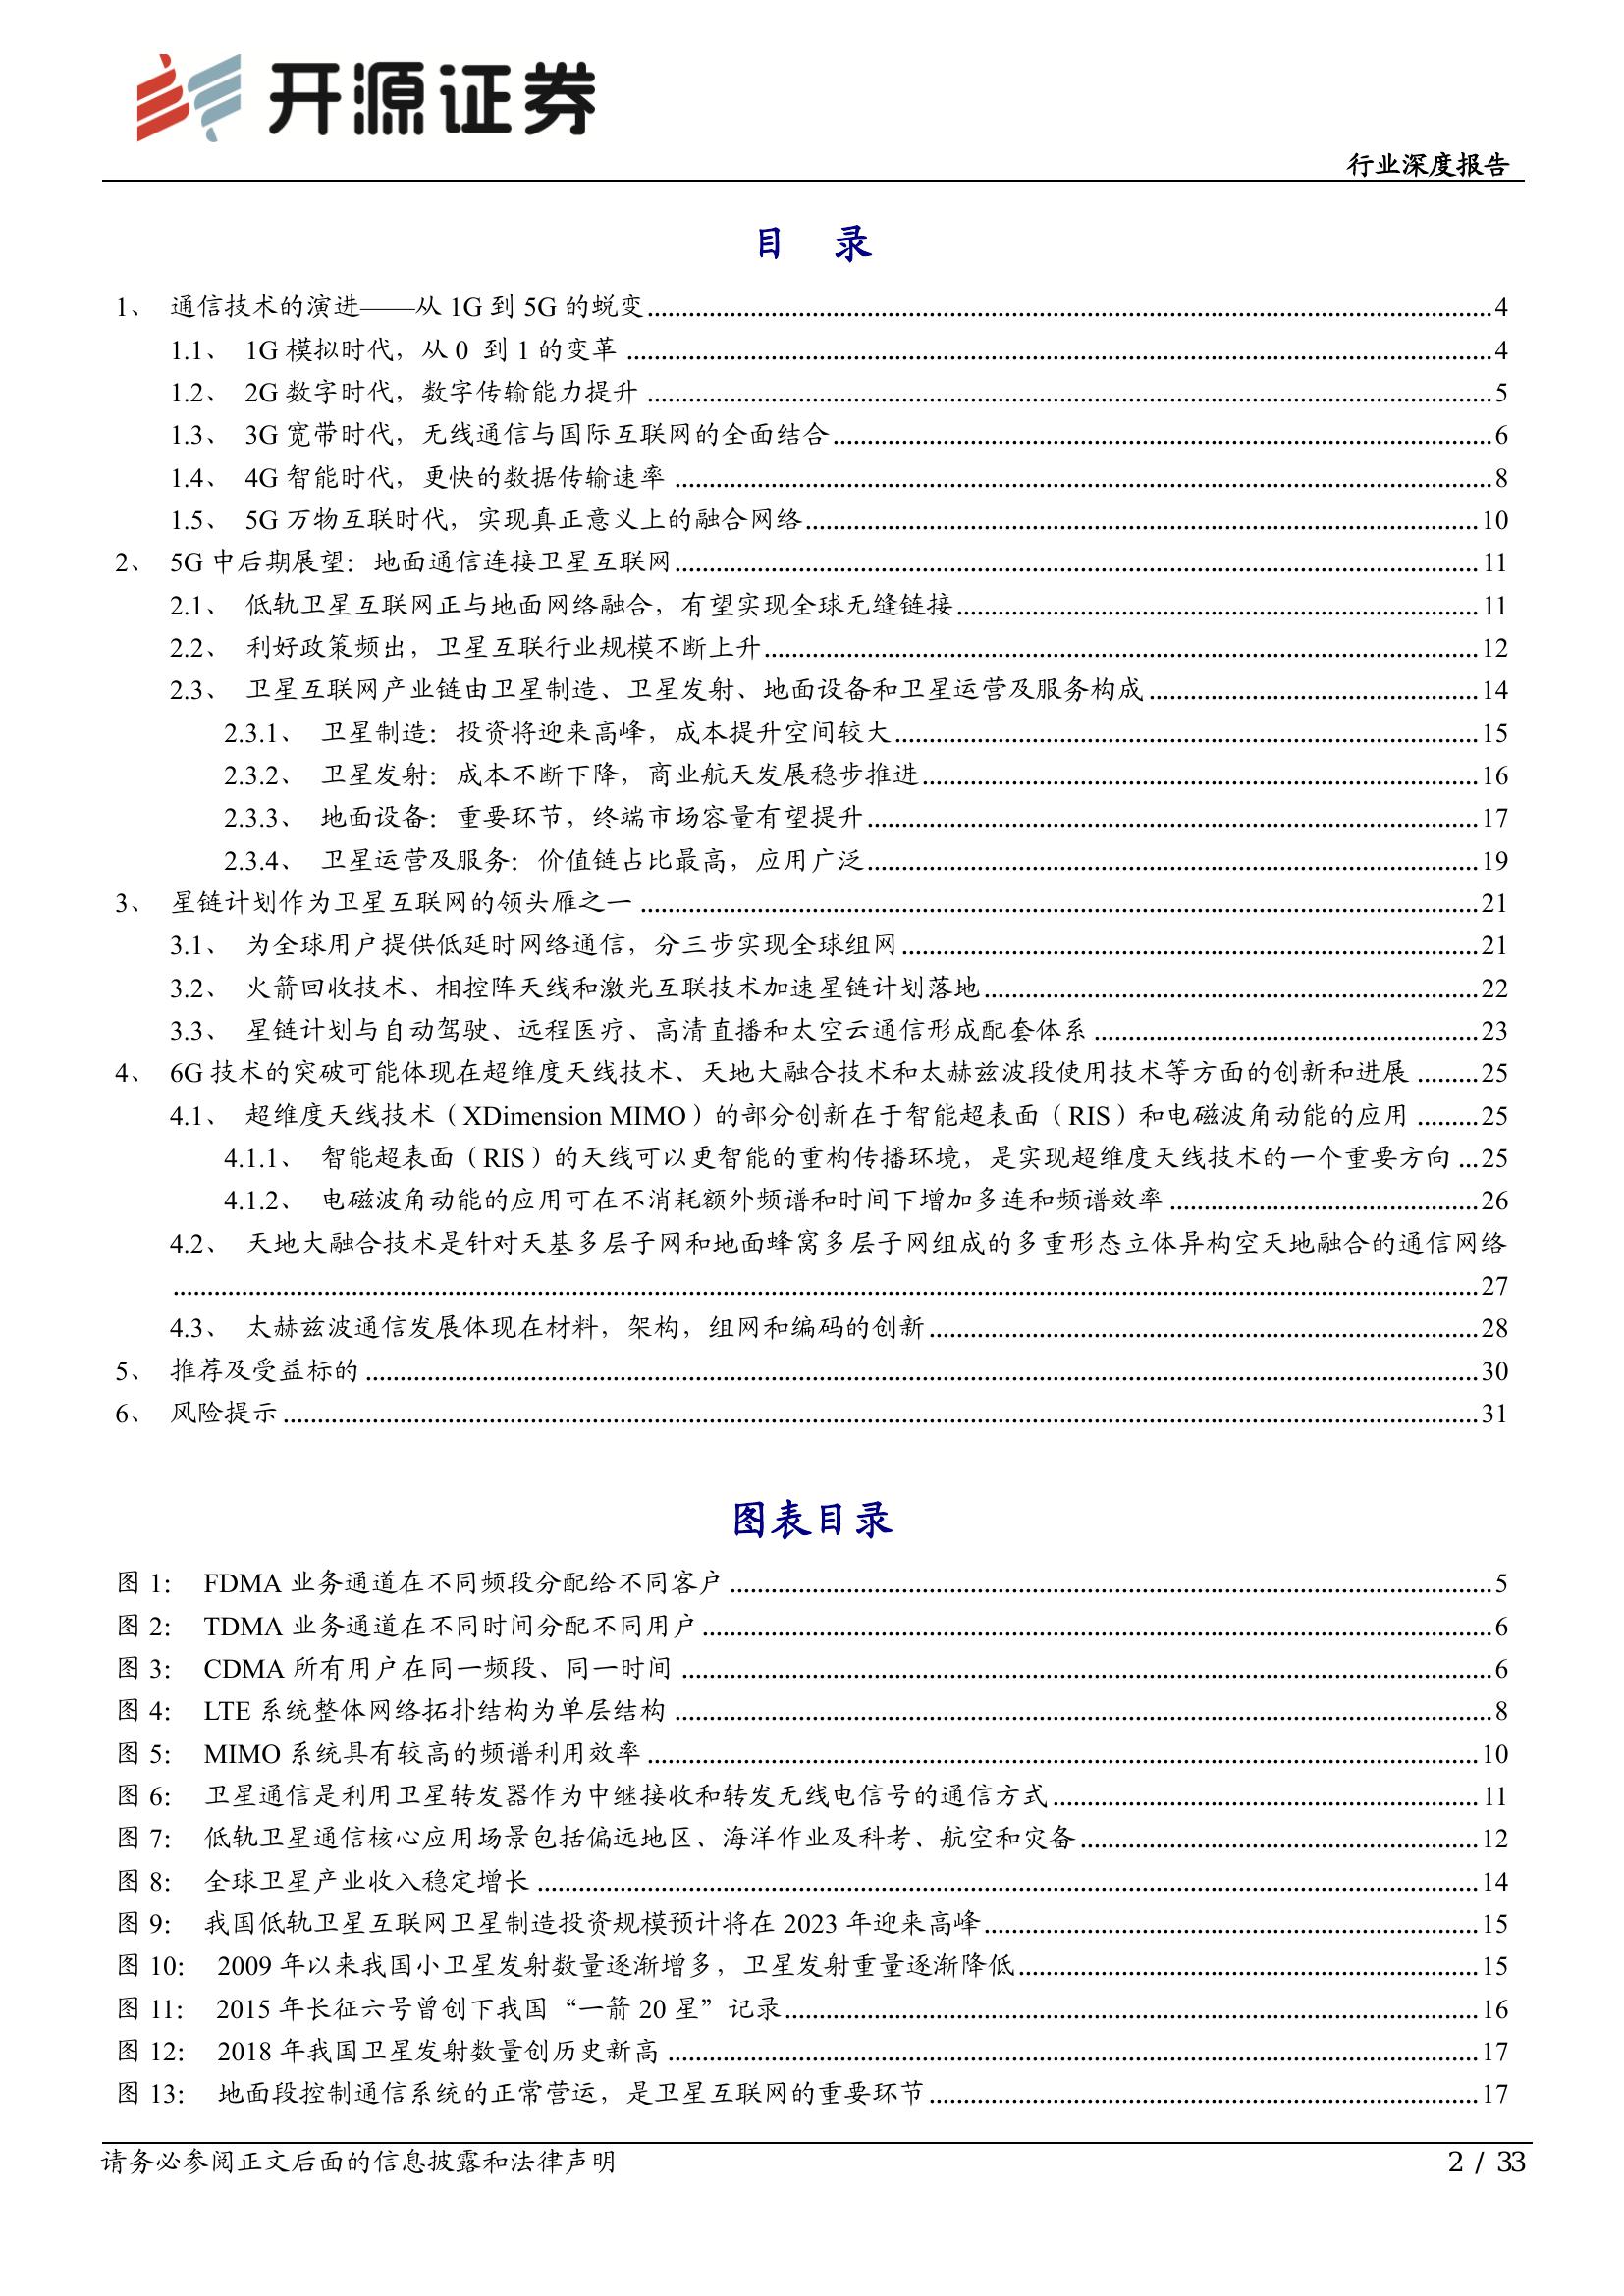 开源证券
行业深度报告
目 录
1、 通信技术的演进——从 1G 到 5G 的蜕变 4
1.1、 1G 模拟时代，从 0 到 1 的变革 4
1.2、 2G 数字时代，数字传输能力提升 5
1.3、 3G 宽带时代，无线通信与国际互联网的全面结合 6
1.4、 4G 智能时代，更快的数据传输速率 8
1.5、 5G 万物互联时代，实现真正意义上的融合网络 10
2、 5G 中后期展望：地面通信连接卫星互联网 11
2.1、 低轨卫星互联网正与地面网络融合，有望实现全球无缝链接 11
2.2、 利好政策频出，卫星互联行业规模不断上升 12
2.3、 卫星互联网产业链由卫星制造、卫星发射、地面设备和卫星运营及服务构成 14
2.3.1、 卫星制造：投资将迎来高峰，成本提升空间较大 15
2.3.2、 卫星发射：成本不断下降，商业航天发展稳步推进 16
2.3.3、 地面设备：重要环节，终端市场容量有望提升 17
2.3.4、 卫星运营及服务：价值链占比最高，应用广泛 19
3、 星链计划作为卫星互联网的领头雁之一 21
3.1、 为全球用户提供低延时网络通信，分三步实现全球组网 21
3.2、 火箭回收技术、相控阵天线和激光互联技术加速星链计划落地 22
3.3、 星链计划与自动驾驶、远程医疗、高清直播和太空云通信形成配套体系 23
4、 6G 技术的突破可能体现在超维度天线技术、天地大融合技术和太赫兹波段使用技术等方面的创新和进展 25
4.1、 超维度天线技术（XDimension MIMO）的部分创新在于智能超表面（RIS）和电磁波角动能的应用 25
4.1.1、 智能超表面（RIS）的天线可以更智能的重构传播环境，是实现超维度天线技术的一个重要方向 25
4.1.2、 电磁波角动能的应用可在不消耗额外频谱和时间下增加多连和频谱效率 26
4.2、 天地大融合技术是针对天基多层子网和地面蜂窝多层子网组成的多重形态立体异构空天地融合的通信网络
27
4.3、 太赫兹波通信发展体现在材料，架构，组网和编码的创新 28
5、 推荐及受益标的 30
6、 风险提示 31
图表目录
图 1： FDMA 业务通道在不同频段分配给不同客户 5
图 2： TDMA 业务通道在不同时间分配不同用户 6
图 3： CDMA 所有用户在同一频段、同一时间 6
图 4： LTE 系统整体网络拓扑结构为单层结构 8
图 5： MIMO 系统具有较高的频谱利用效率 10
图 6： 卫星通信是利用卫星转发器作为中继接收和转发无线电信号的通信方式 11
图 7： 低轨卫星通信核心应用场景包括偏远地区、海洋作业及科考、航空和灾备 12
图 8： 全球卫星产业收入稳定增长 14
图 9： 我国低轨卫星互联网卫星制造投资规模预计将在 2023 年迎来高峰 15
图 10： 2009 年以来我国小卫星发射数量逐渐增多，卫星发射重量逐渐降低 15
图 11： 2015 年长征六号曾创下我国“一箭 20 星”记录 16
图 12： 2018 年我国卫星发射数量创历史新高 17
图 13： 地面段控制通信系统的正常营运，是卫星互联网的重要环节 17
请务必参阅正文后面的信息披露和法律声明
2 / 33